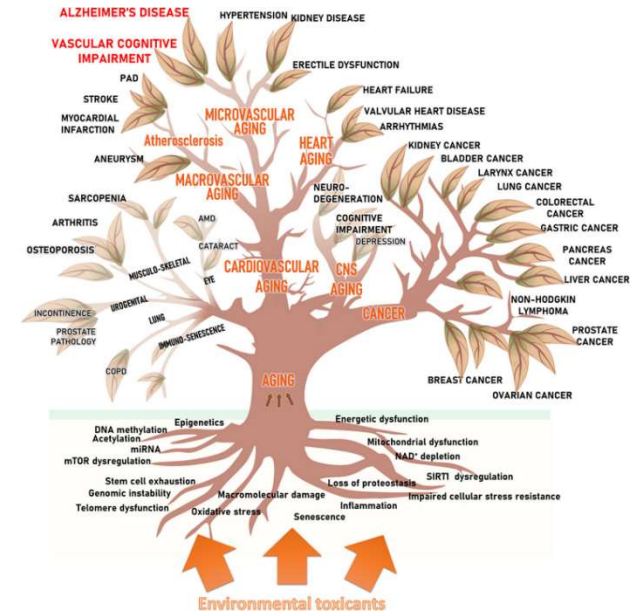 ALZHEIMER'S DISEASE
HYPERTENSION
KIDNEY DISEASE
VASCULAR COGNITIVE
IMPAIRMENT
ERECTILE DYSFUNCTION
PAD
STROKE
MYOCARDIAL
INFARCTION
ANEURYSM
MICROVASCULAR
AGING
Atherosclerosis
MACROVASCULAR
AGING
HEART
AGING
HEART FAILURE
VALVULAR HEART DISEASE
ARRHYTHMIAS
KIDNEY CANCER
BLADDER CANCER
LARYNX CANCER
LUNG CANCER
COLORECTAL
CANCER
GASTRIC CANCER
PANCREAS
CANCER
LIVER CANCER
NON-HODGKIN
LYMPHOMA
PROSTATE
CANCER
BREAST CANCER
OVARIAN CANCER
NEURO-
DEGENERATION
COGNITIVE
IMPAIRMENT
DEPRESSION
SARCOPENIA
ARTHRITIS
OSTEOPOROSIS
AMD
CATARACT
MUSCULO-SKELETAL
EYE
UROGENITAL
INCONTINENCE
PROSTATE
PATHOLOGY
LUNG
IMMUNO-SENESCENCE
COPD
CARDIOVASCULAR
AGING
CNS
AGING
CANCER
AGING
Epigenetics
DNA methylation
Acetylation
miRNA
mTOR dysregulation
Stem cell exhaustion
Genomic instability
Telomere dysfunction
Macromolecular damage
Oxidative stress
Senescence
Energetic dysfunction
Mitochondrial dysfunction
NAD⁺ depletion
SIRT1 dysregulation
Loss of proteostasis
Impaired cellular stress resistance
Inflammation
Environmental toxicants